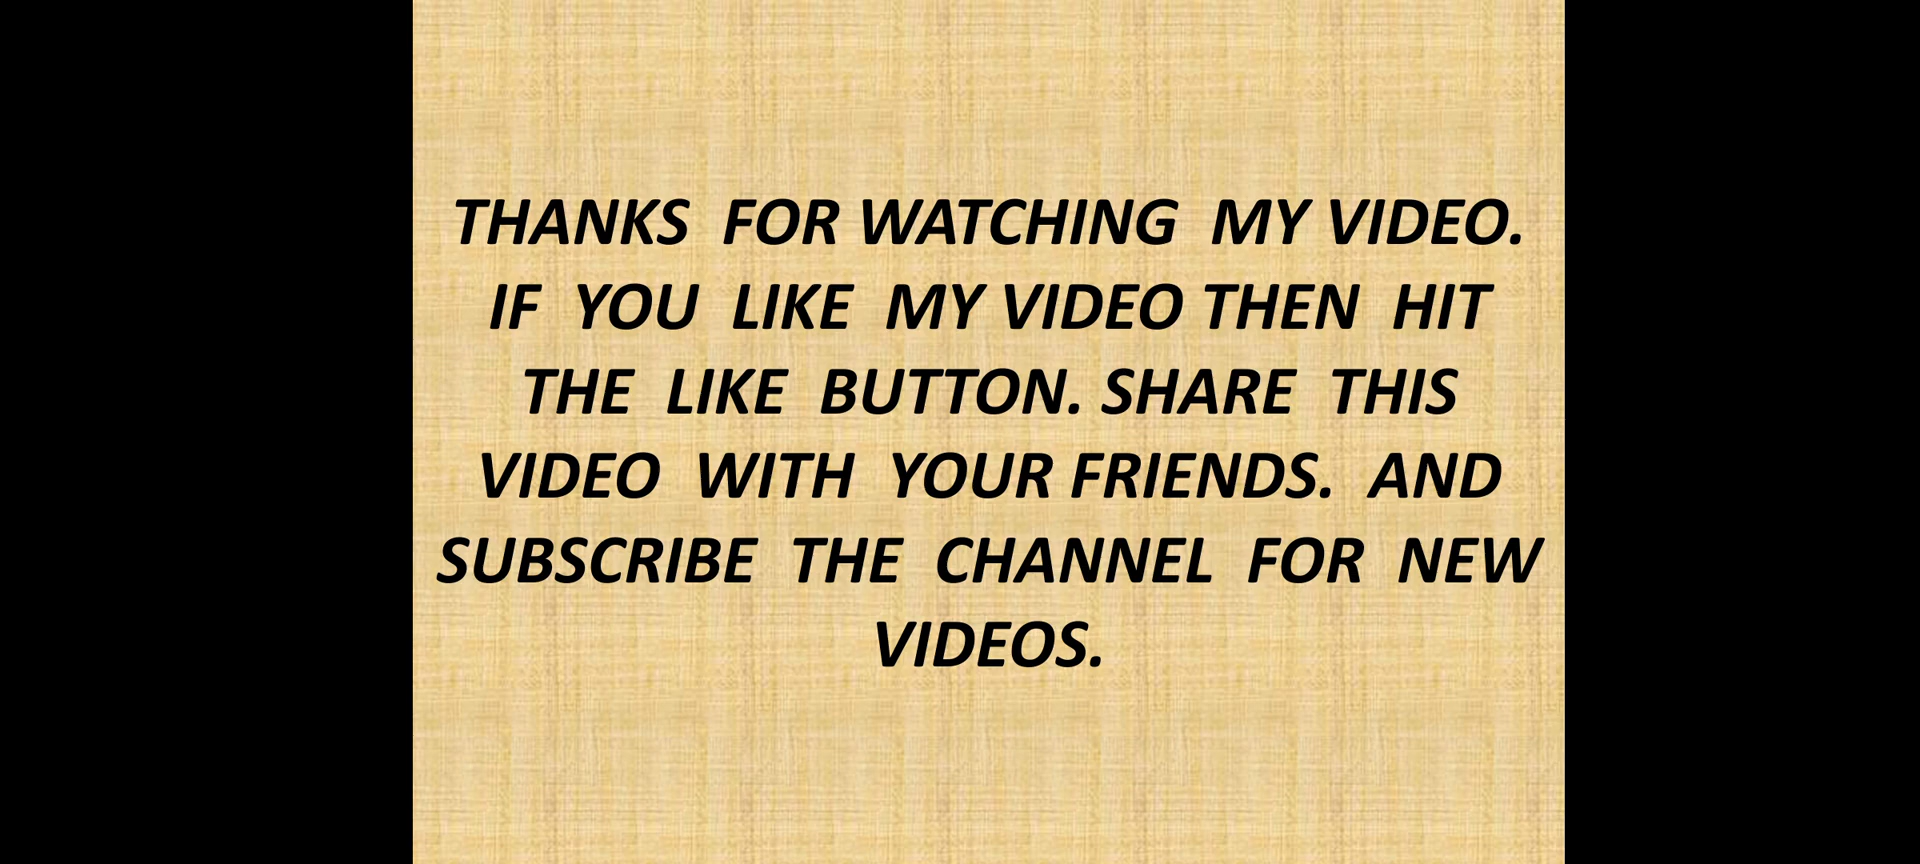 THANKS FOR WATCHING MY VIDEO.
IF YOU LIKE MY VIDEO THEN HIT
THE LIKE BUTTON. SHARE THIS
VIDEO WITH YOUR FRIENDS. AND
SUBSCRIBE THE CHANNEL FOR NEW
VIDEOS.